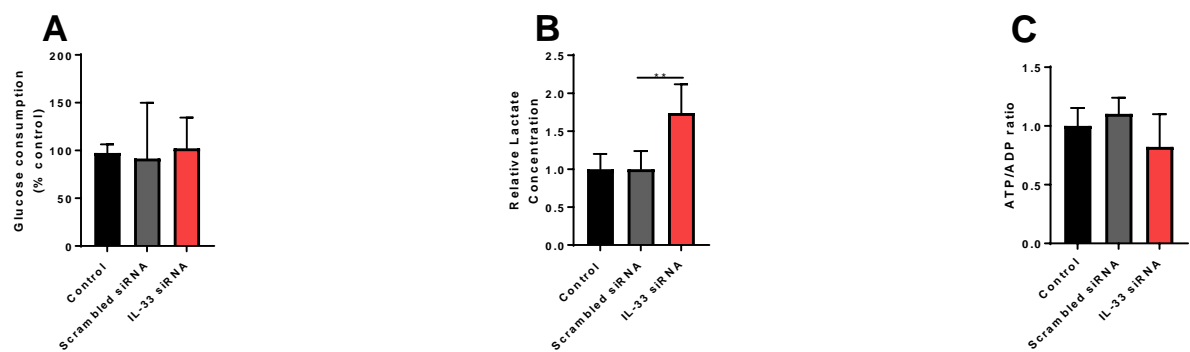 A
Glucose consumption
(% control)
200
150
100
50
0
Control
Scrambled siRNA
IL-33 siRNA
B
Relative Lactate
Concentration
2.5
2.0
1.5
1.0
0.5
0.0
**
Control
Scrambled siRNA
IL-33 siRNA
C
ATP/ADP ratio
1.5
1.0
0.5
0.0
Control
Scrambled siRNA
IL-33 siRNA